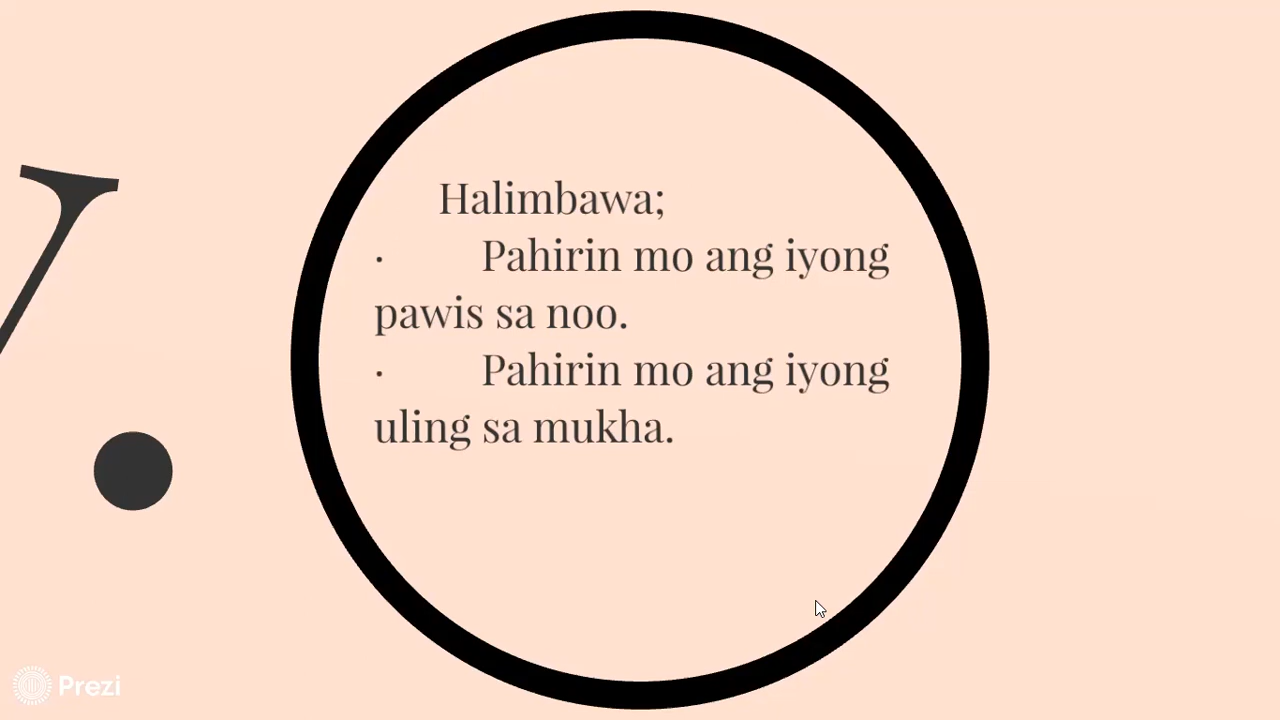 Halimbawa;
· Pahirin mo ang iyong
pawis sa noo.
· Pahirin mo ang iyong
uling sa mukha.
Prezi